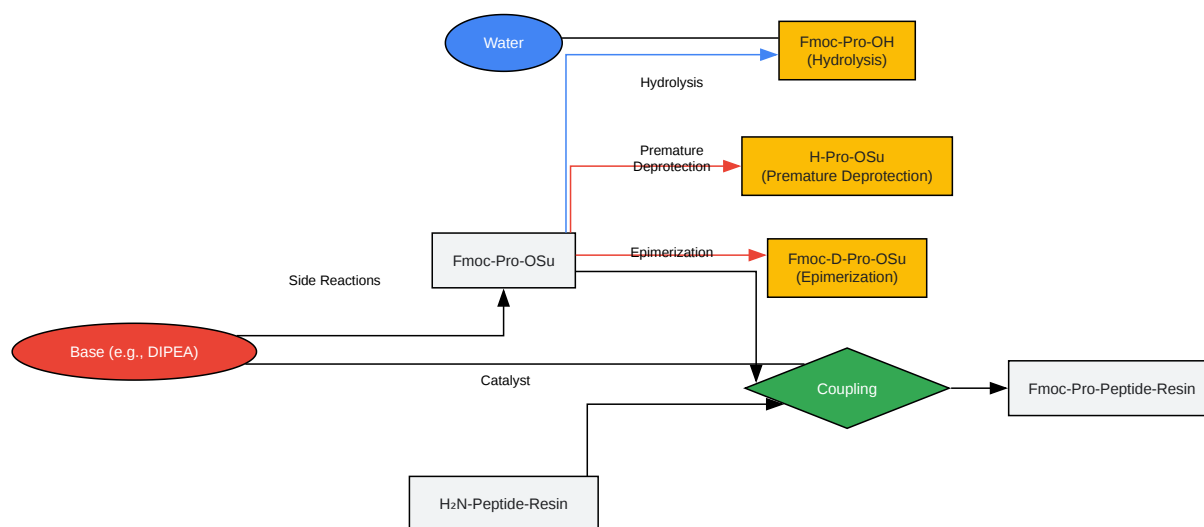 Water
Fmoc-Pro-OH
(Hydrolysis)
Hydrolysis
Premature
Deprotection
H-Pro-OSu
(Premature Deprotection)
Fmoc-Pro-OSu
Epimerization
Fmoc-D-Pro-OSu
(Epimerization)
Side Reactions
Base (e.g., DIPEA)
Catalyst
Coupling
Fmoc-Pro-Peptide-Resin
H₂N-Peptide-Resin